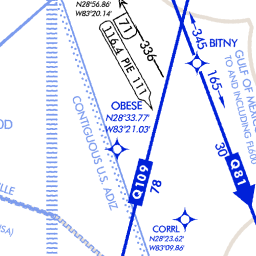 N28°56.86'
W83°20.14'
71
336
116.4 PIE 111
345
BITNY
165
GULF OF MEXICO
TO AND INCLUDING FL600
OBESE
N28°33.77'
W83°21.03'
CONTIGUOUS U.S. ADIZ
30
Q81
Q109
78
CORRL
N28°23.62'
W83°09.86'